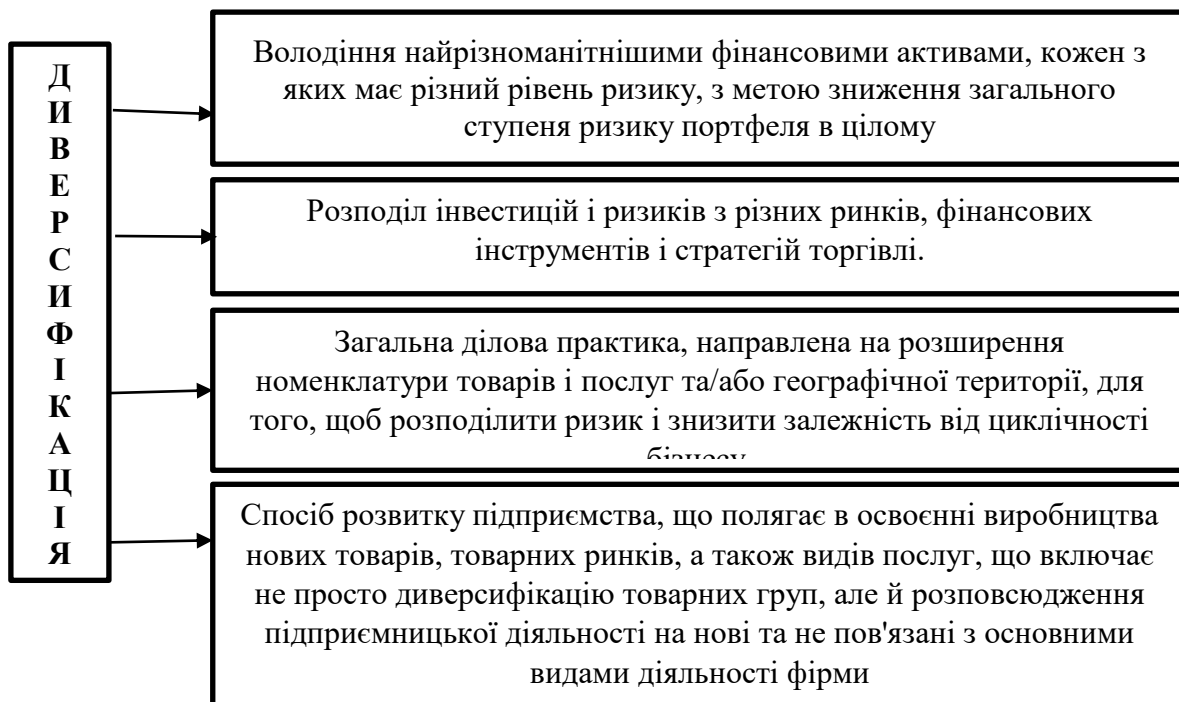 ДИВЕРСИФІКАЦІЯ
Володіння найрізноманітнішими фінансовими активами, кожен з
яких має різний рівень ризику, з метою зниження загального
ступеня ризику портфеля в цілому
Розподіл інвестицій і ризиків з різних ринків, фінансових
інструментів і стратегій торгівлі.
Загальна ділова практика, направлена на розширення
номенклатури товарів і послуг та/або географічної території, для
того, щоб розподілити ризик і знизити залежність від циклічності
бізнесу
Спосіб розвитку підприємства, що полягає в освоєнні виробництва
нових товарів, товарних ринків, а також видів послуг, що включає
не просто диверсифікацію товарних груп, але й розповсюдження
підприємницької діяльності на нові та не пов'язані з основними
видами діяльності фірми